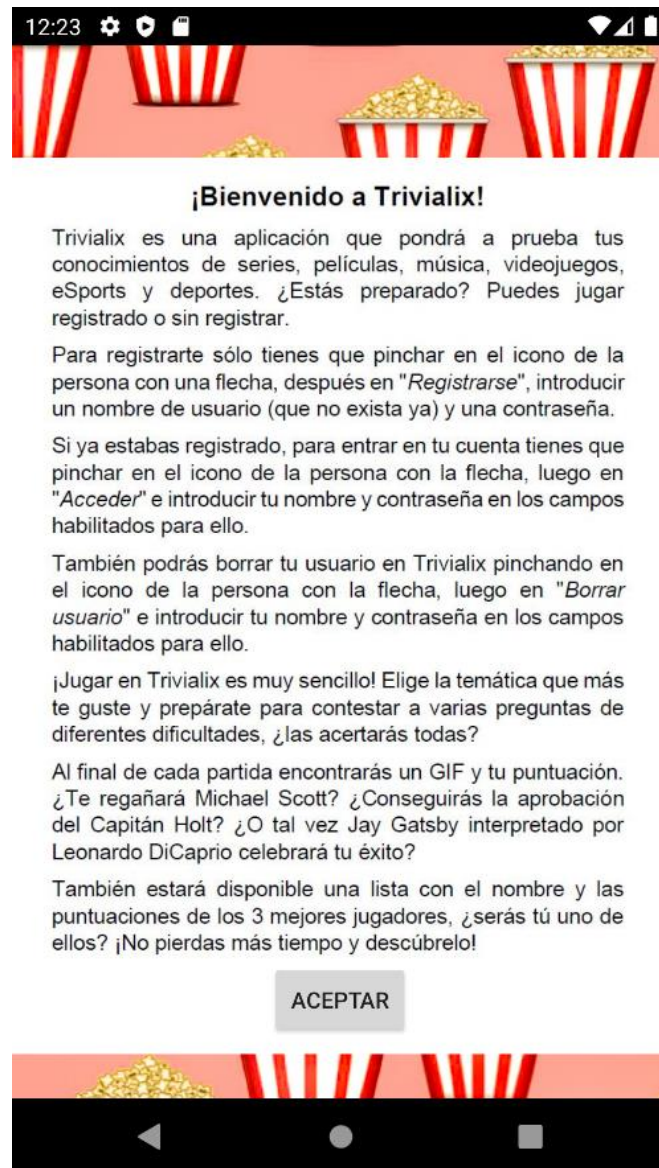 12:23
¡Bienvenido a Trivialix!
Trivialix es una aplicación que pondrá a prueba tus
conocimientos de series, películas, música, videojuegos,
eSports y deportes. ¿Estás preparado? Puedes jugar
registrado o sin registrar.
Para registrarte sólo tienes que pinchar en el icono de la
persona con una flecha, después en "Registrarse", introducir
un nombre de usuario (que no exista ya) y una contraseña.
Si ya estabas registrado, para entrar en tu cuenta tienes que
pinchar en el icono de la persona con la flecha, luego en
"Acceder" e introducir tu nombre y contraseña en los campos
habilitados para ello.
También podrás borrar tu usuario en Trivialix pinchando en
el icono de la persona con la flecha, luego en "Borrar
usuario" e introducir tu nombre y contraseña en los campos
habilitados para ello.
¡Jugar en Trivialix es muy sencillo! Elige la temática que más
te guste y prepárate para contestar a varias preguntas de
diferentes dificultades, ¿las acertarás todas?
Al final de cada partida encontrarás un GIF y tu puntuación.
¿Te regañará Michael Scott? ¿Conseguirás la aprobación
del Capitán Holt? ¿O tal vez Jay Gatsby interpretado por
Leonardo DiCaprio celebrará tu éxito?
También estará disponible una lista con el nombre y las
puntuaciones de los 3 mejores jugadores, ¿serás tú uno de
ellos? ¡No pierdas más tiempo y descúbrelo!
ACEPTAR